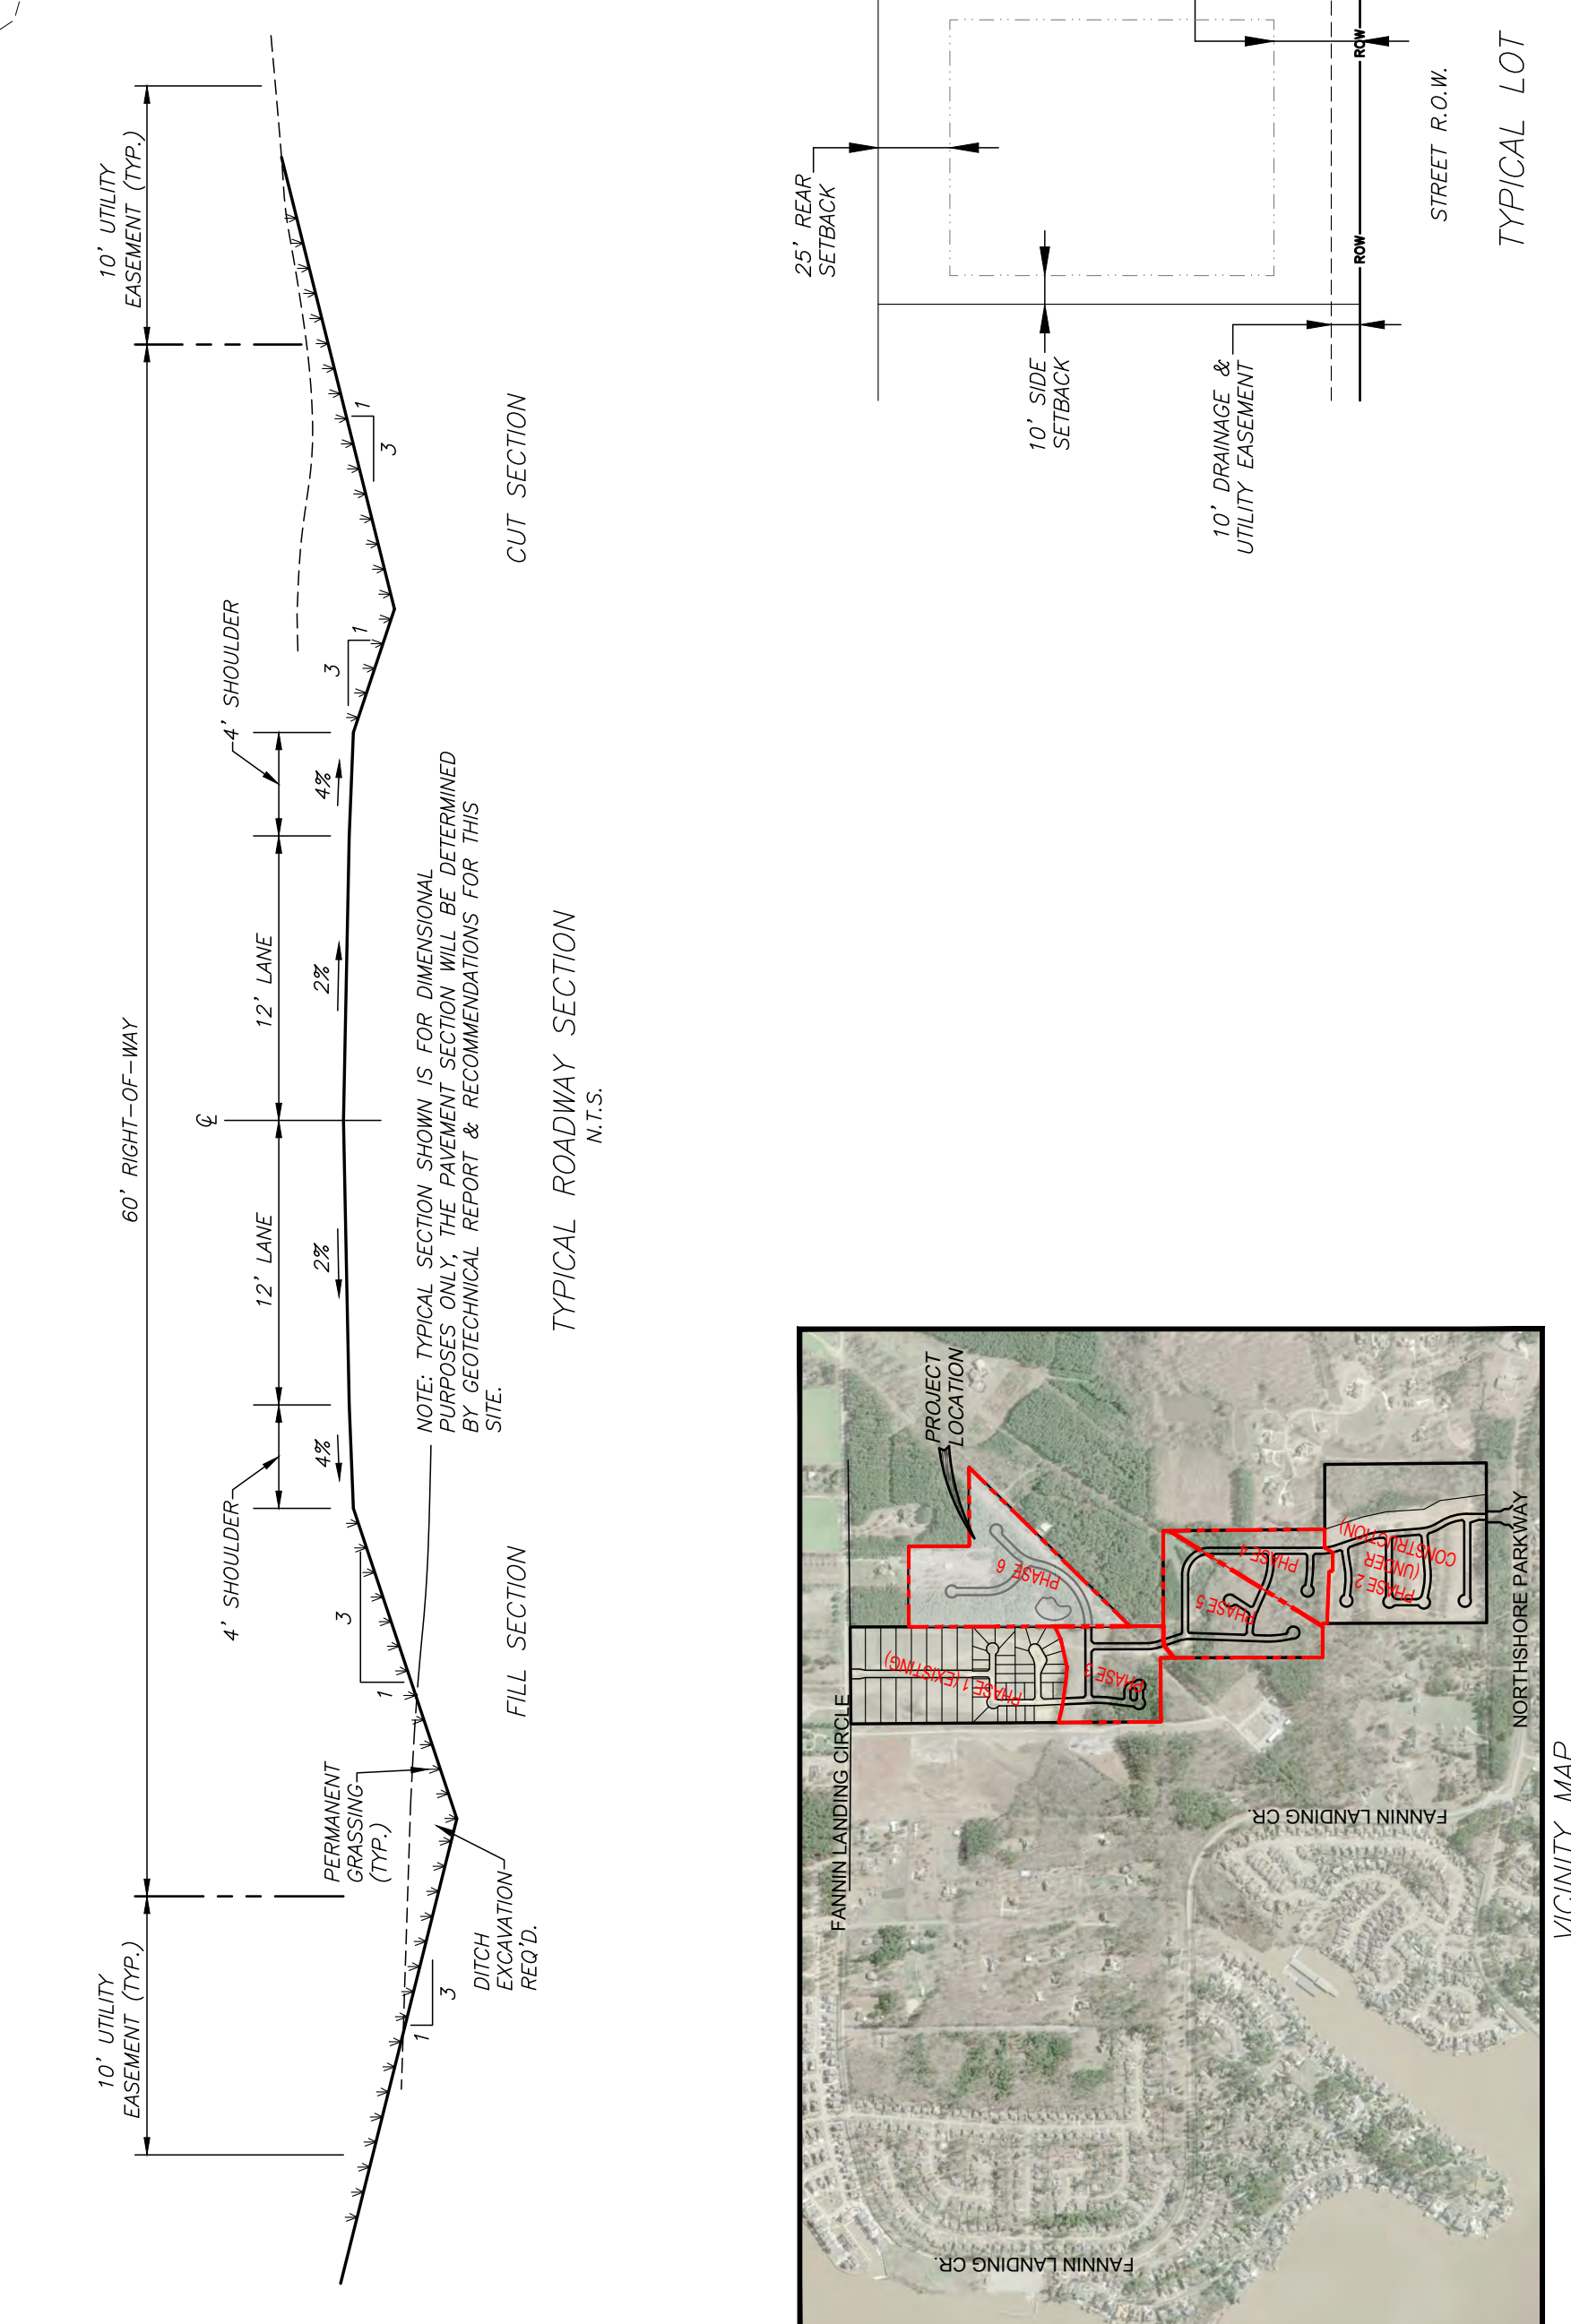 10' UTILITY
EASEMENT (TYP.)
60' RIGHT-OF-WAY
10' UTILITY
EASEMENT (TYP.)
4' SHOULDER
12' LANE
℄
12' LANE
4' SHOULDER
4%
2%
2%
4%
3
1
1
3
3
1
3
1
PERMANENT
GRASSING
(TYP.)
DITCH
EXCAVATION
REQ'D.
NOTE: TYPICAL SECTION SHOWN IS FOR DIMENSIONAL
PURPOSES ONLY, THE PAVEMENT SECTION WILL BE DETERMINED
BY GEOTECHNICAL REPORT & RECOMMENDATIONS FOR THIS
SITE.
FILL SECTION
CUT SECTION
TYPICAL ROADWAY SECTION
N.T.S.
FANNIN LANDING CIRCLE
PROJECT
LOCATION
PHASE 1 (EXISTING)
PHASE 6
PHASE 3
PHASE 5
PHASE 4
PHASE 2
(UNDER
CONSTRUCTION)
FANNIN LANDING CR.
FANNIN LANDING CR.
NORTHSHORE PARKWAY
VICINITY MAP
25' REAR
SETBACK
10' SIDE
SETBACK
10' DRAINAGE &
UTILITY EASEMENT
ROW
ROW
STREET R.O.W.
TYPICAL LOT